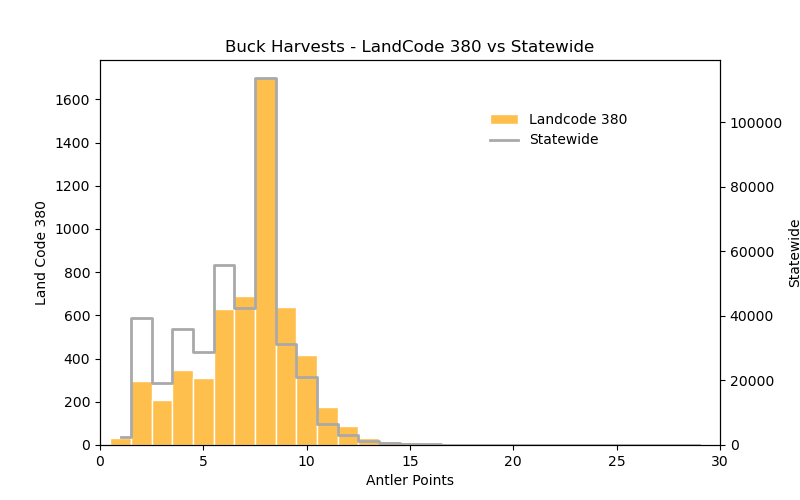 Buck Harvests - LandCode 380 vs Statewide
Landcode 380
Statewide
Land Code 380
1600
1400
1200
1000
800
600
400
200
0
100000
80000
60000
40000
20000
0
Statewide
0 5 10 15 20 25 30
Antler Points